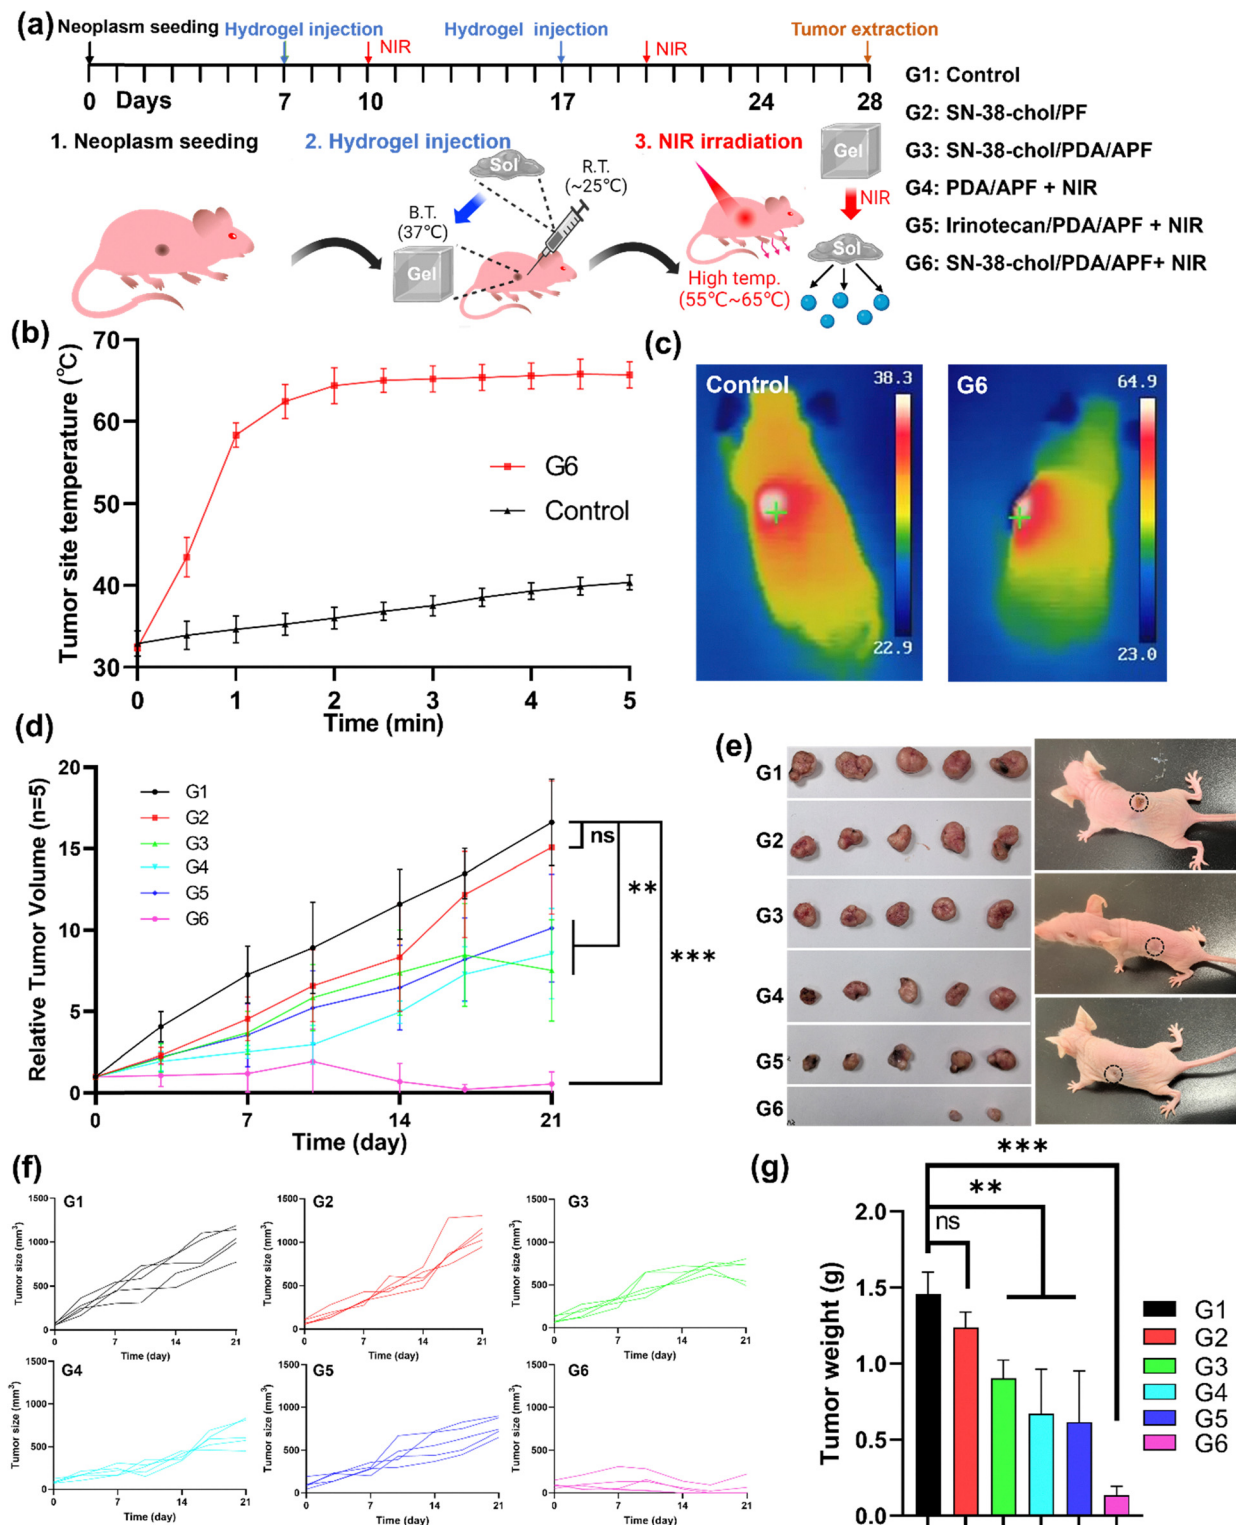 (a)
Neoplasm seeding
Hydrogel injection
NIR
Hydrogel injection
NIR
Tumor extraction
0 Days 7 10 17 24 28
1. Neoplasm seeding
2. Hydrogel injection
3. NIR irradiation
Sol
R.T.
(~25℃)
B.T.
(37℃)
Gel
High temp.
(55℃~65℃)
Gel
NIR
Sol
G1: Control
G2: SN-38-chol/PF
G3: SN-38-chol/PDA/APF
G4: PDA/APF + NIR
G5: Irinotecan/PDA/APF + NIR
G6: SN-38-chol/PDA/APF+ NIR
(b)
Tumor site temperature (℃)
70
60
50
40
30
G6
Control
0 1 2 3 4 5
Time (min)
(c)
Control
38.3
22.9
G6
64.9
23.0
(d)
Relative Tumor Volume (n=5)
20
15
10
5
0
G1
G2
G3
G4
G5
G6
ns
**
***
0 7 14 21
Time (day)
(e)
G1
G2
G3
G4
G5
G6
(f)
G1
Tumor size (mm³)
1500
1000
500
0
0 7 14 21
Time (day)
G2
Tumor size (mm³)
1500
1000
500
0
0 7 14 21
Time (day)
G3
Tumor size (mm³)
1500
1000
500
0
0 7 14 21
Time (day)
G4
Tumor size (mm³)
1500
1000
500
0
0 7 14 21
Time (day)
G5
Tumor size (mm³)
1500
1000
500
0
0 7 14 21
Time (day)
G6
Tumor size (mm³)
1500
1000
500
0
0 7 14 21
Time (day)
(g)
***
**
ns
Tumor weight (g)
2.0
1.5
1.0
0.5
0.0
G1
G2
G3
G4
G5
G6